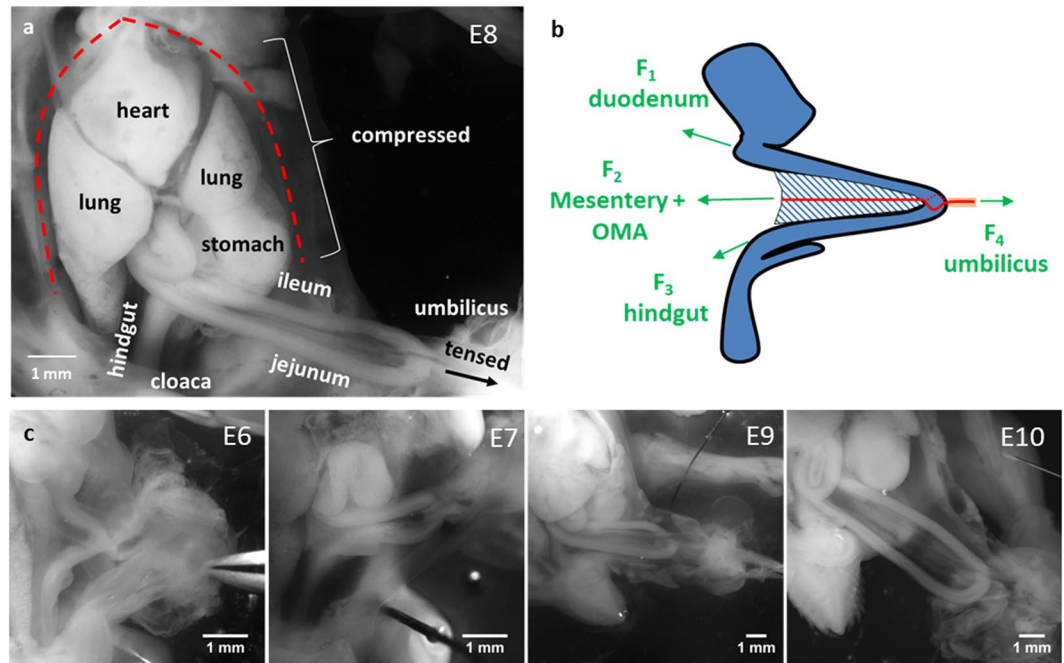 a
E8
heart
compressed
lung
lung
stomach
ileum
umbilicus
hindgut
tensed
1 mm
jejunum
cloaca
b
F1
duodenum
F2
Mesentery +
OMA
F3
hindgut
F4
umbilicus
c
E6
1 mm
E7
1 mm
E9
1 mm
E10
1 mm